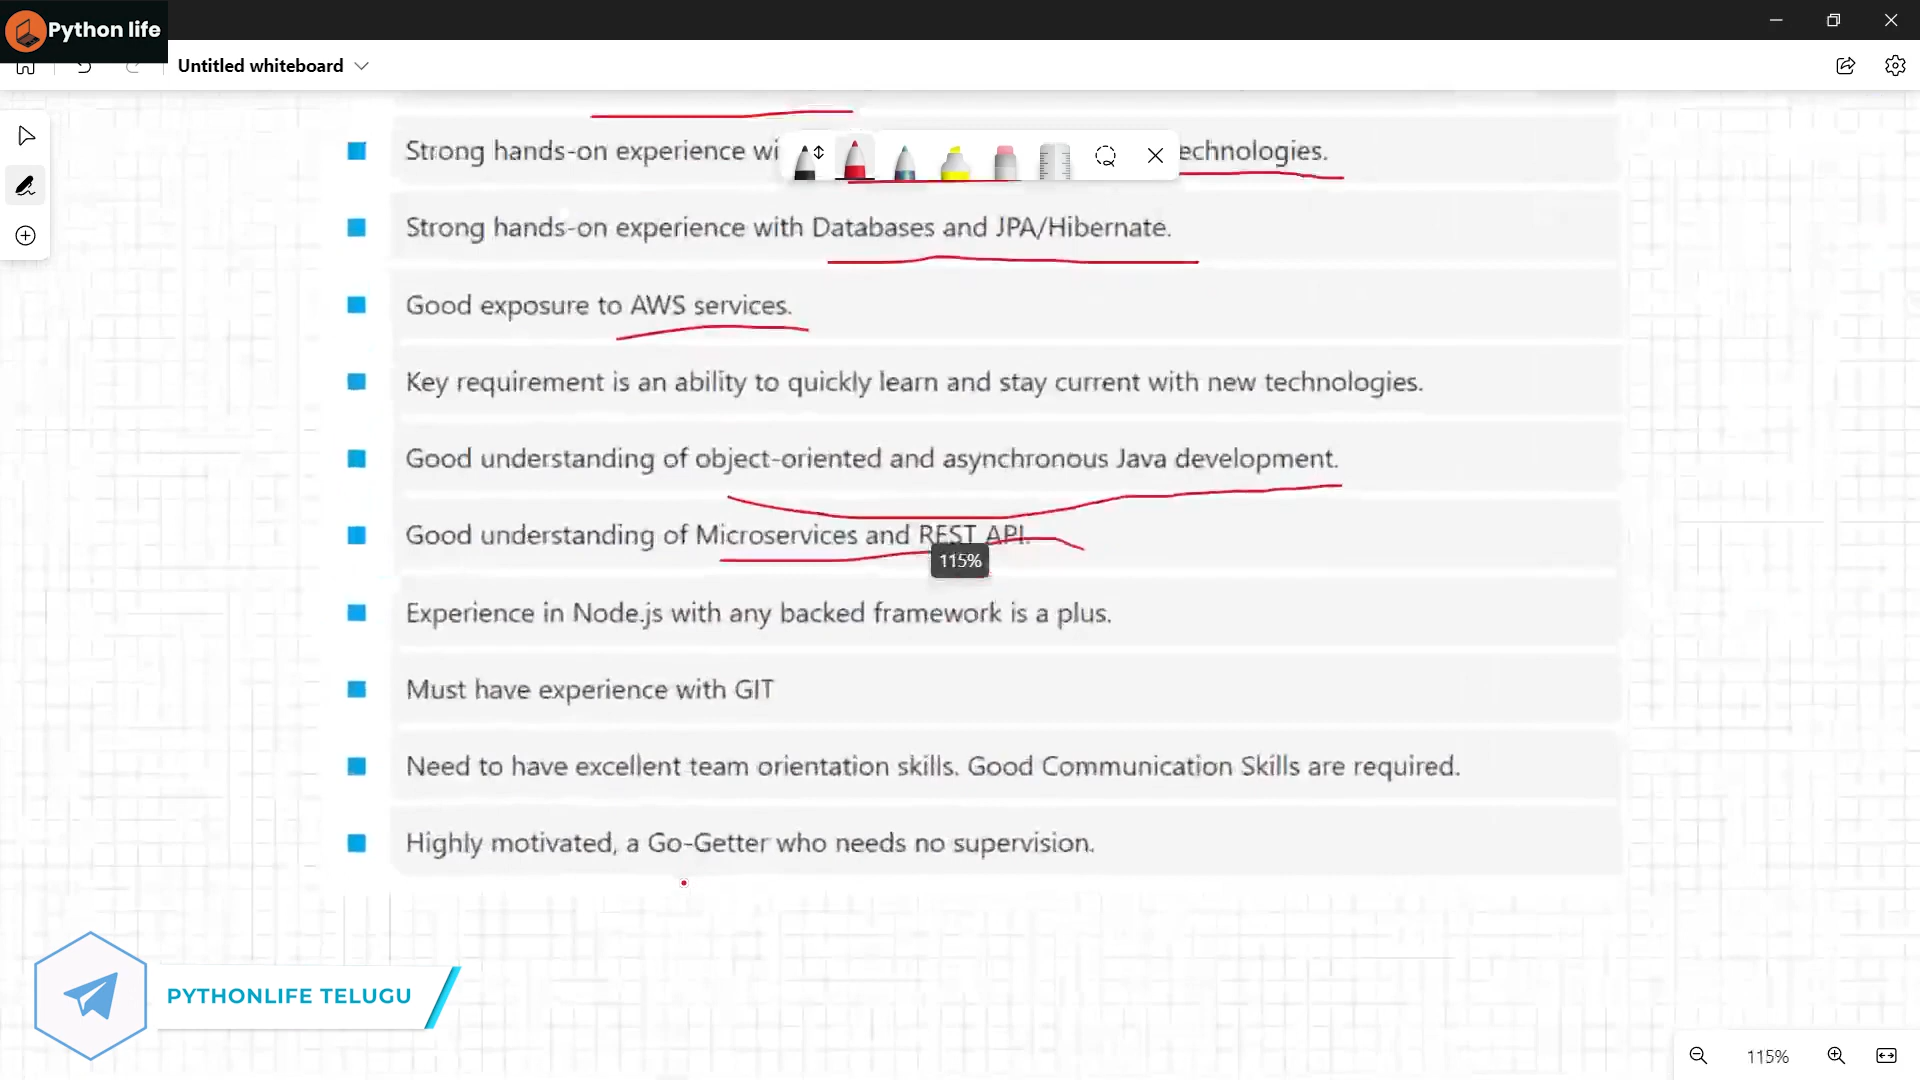 Python life
Untitled whiteboard
Strong hands-on experience wi echnologies.
Strong hands-on experience with Databases and JPA/Hibernate.
Good exposure to AWS services.
Key requirement is an ability to quickly learn and stay current with new technologies.
Good understanding of object-oriented and asynchronous Java development.
Good understanding of Microservices and REST API.
115%
Experience in Node.js with any backed framework is a plus.
Must have experience with GIT
Need to have excellent team orientation skills. Good Communication Skills are required.
Highly motivated, a Go-Getter who needs no supervision.
PYTHONLIFE TELUGU
115%